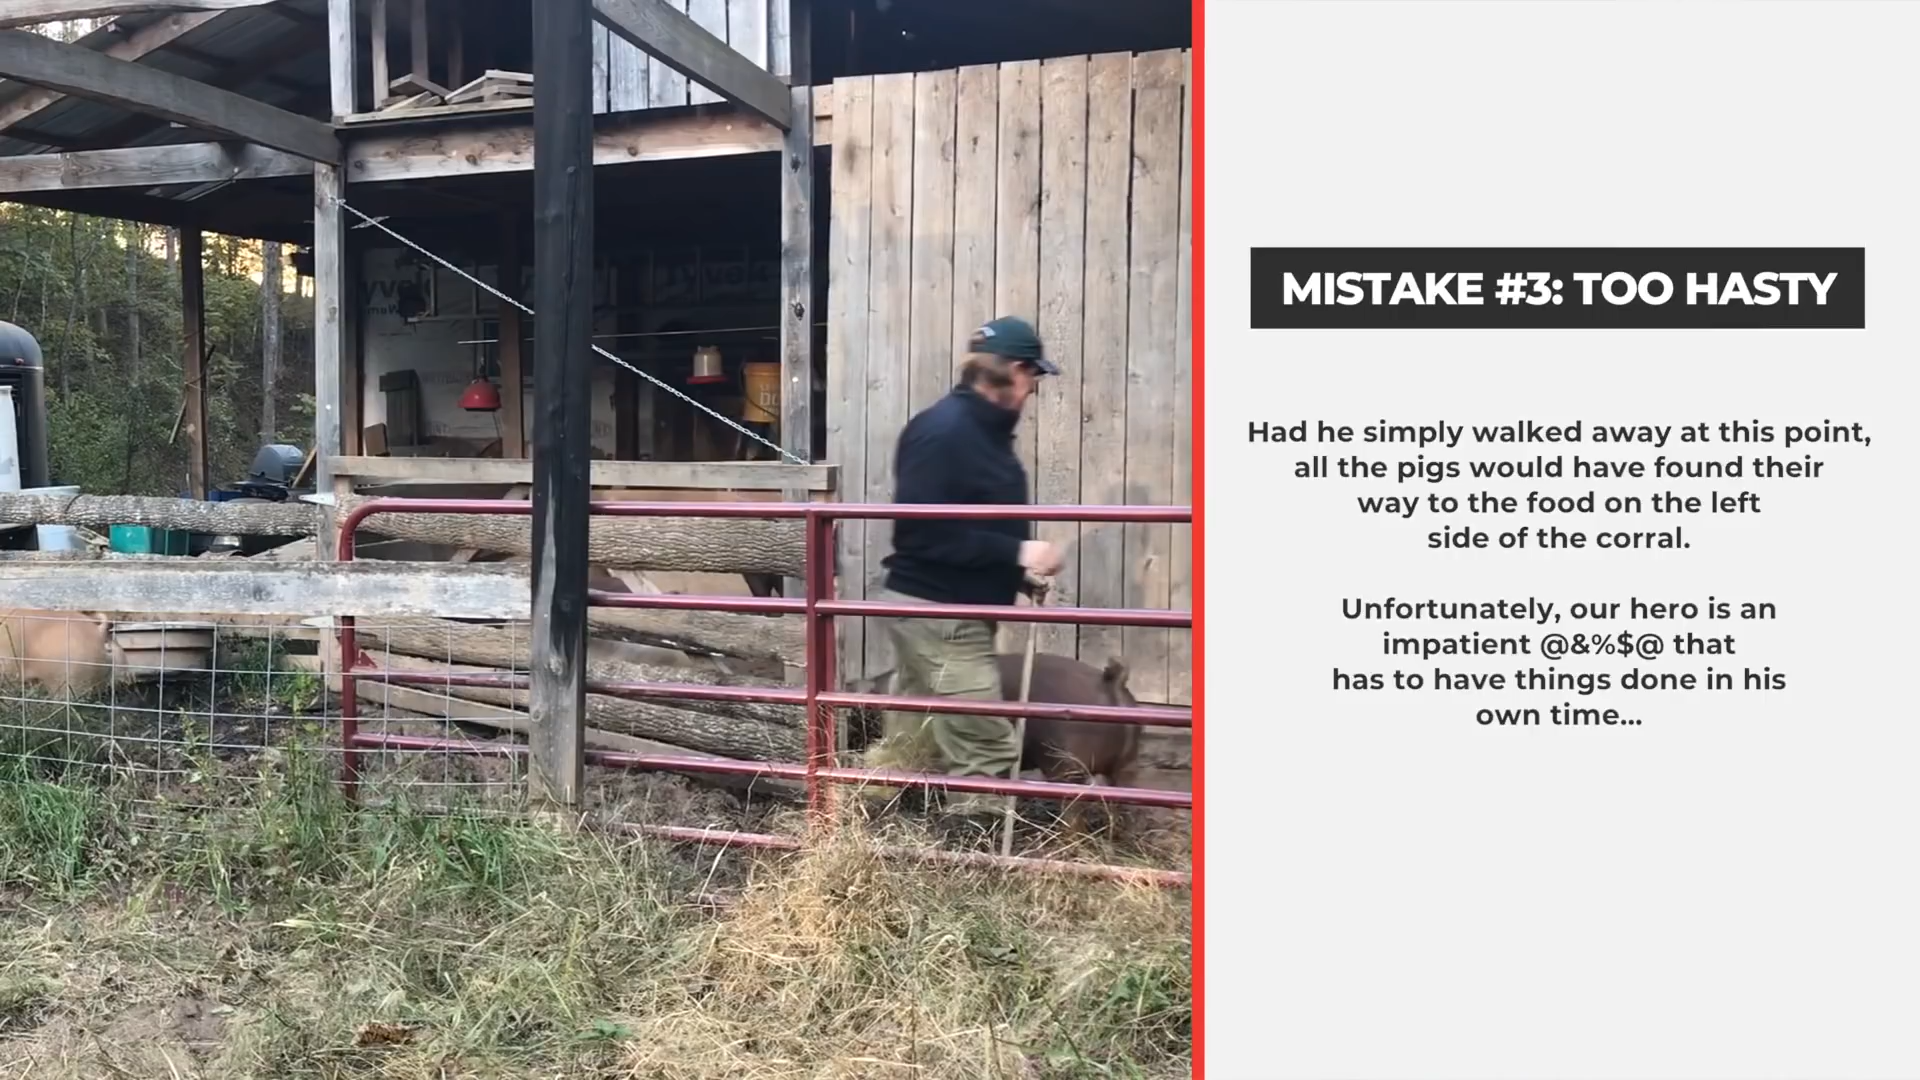 MISTAKE #3: TOO HASTY
Had he simply walked away at this point,
all the pigs would have found their
way to the food on the left
side of the corral.
Unfortunately, our hero is an
impatient @&%$@ that
has to have things done in his
own time...